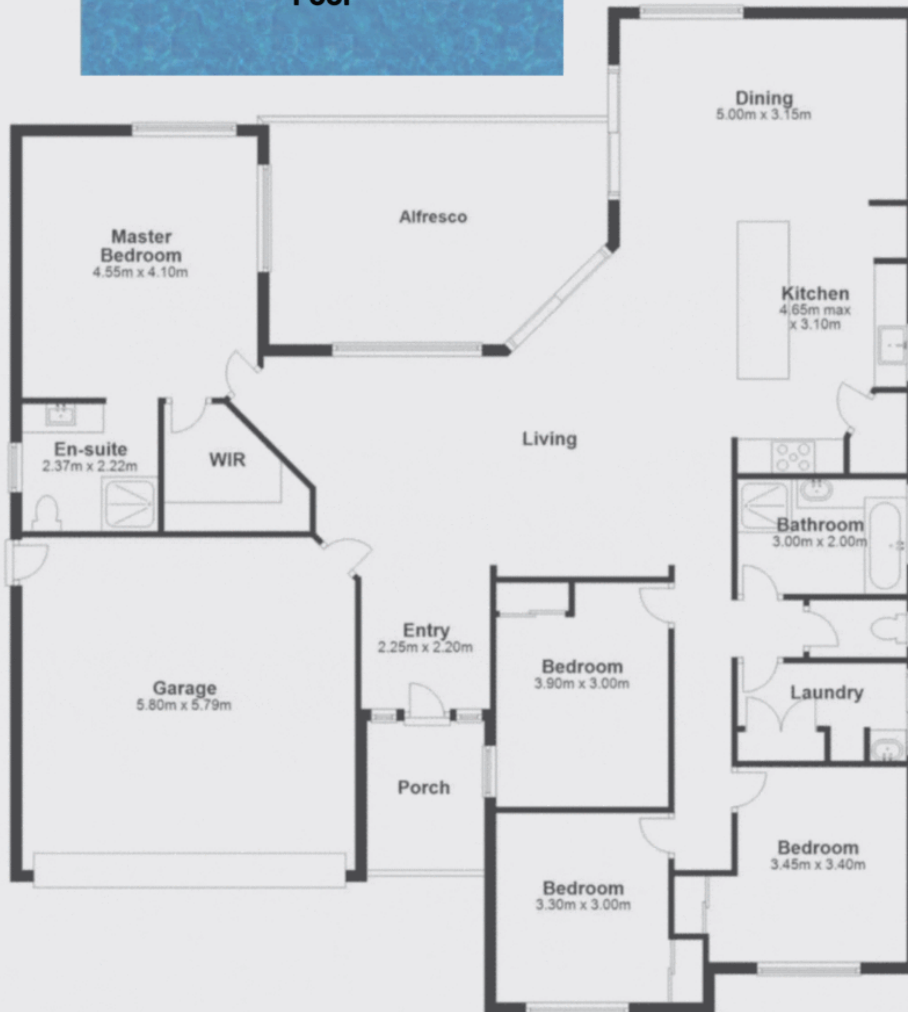 Dining
5.00m x 3.15m
Alfresco
Master
Bedroom
4.55m x 4.10m
Kitchen
4.65m max
x 3.10m
Living
En-suite
2.37m x 2.22m
WIR
Bathroom
3.00m x 2.00m
Entry
2.25m x 2.20m
Bedroom
3.90m x 3.00m
Garage
5.80m x 5.79m
Laundry
Porch
Bedroom
3.45m x 3.40m
Bedroom
3.30m x 3.00m